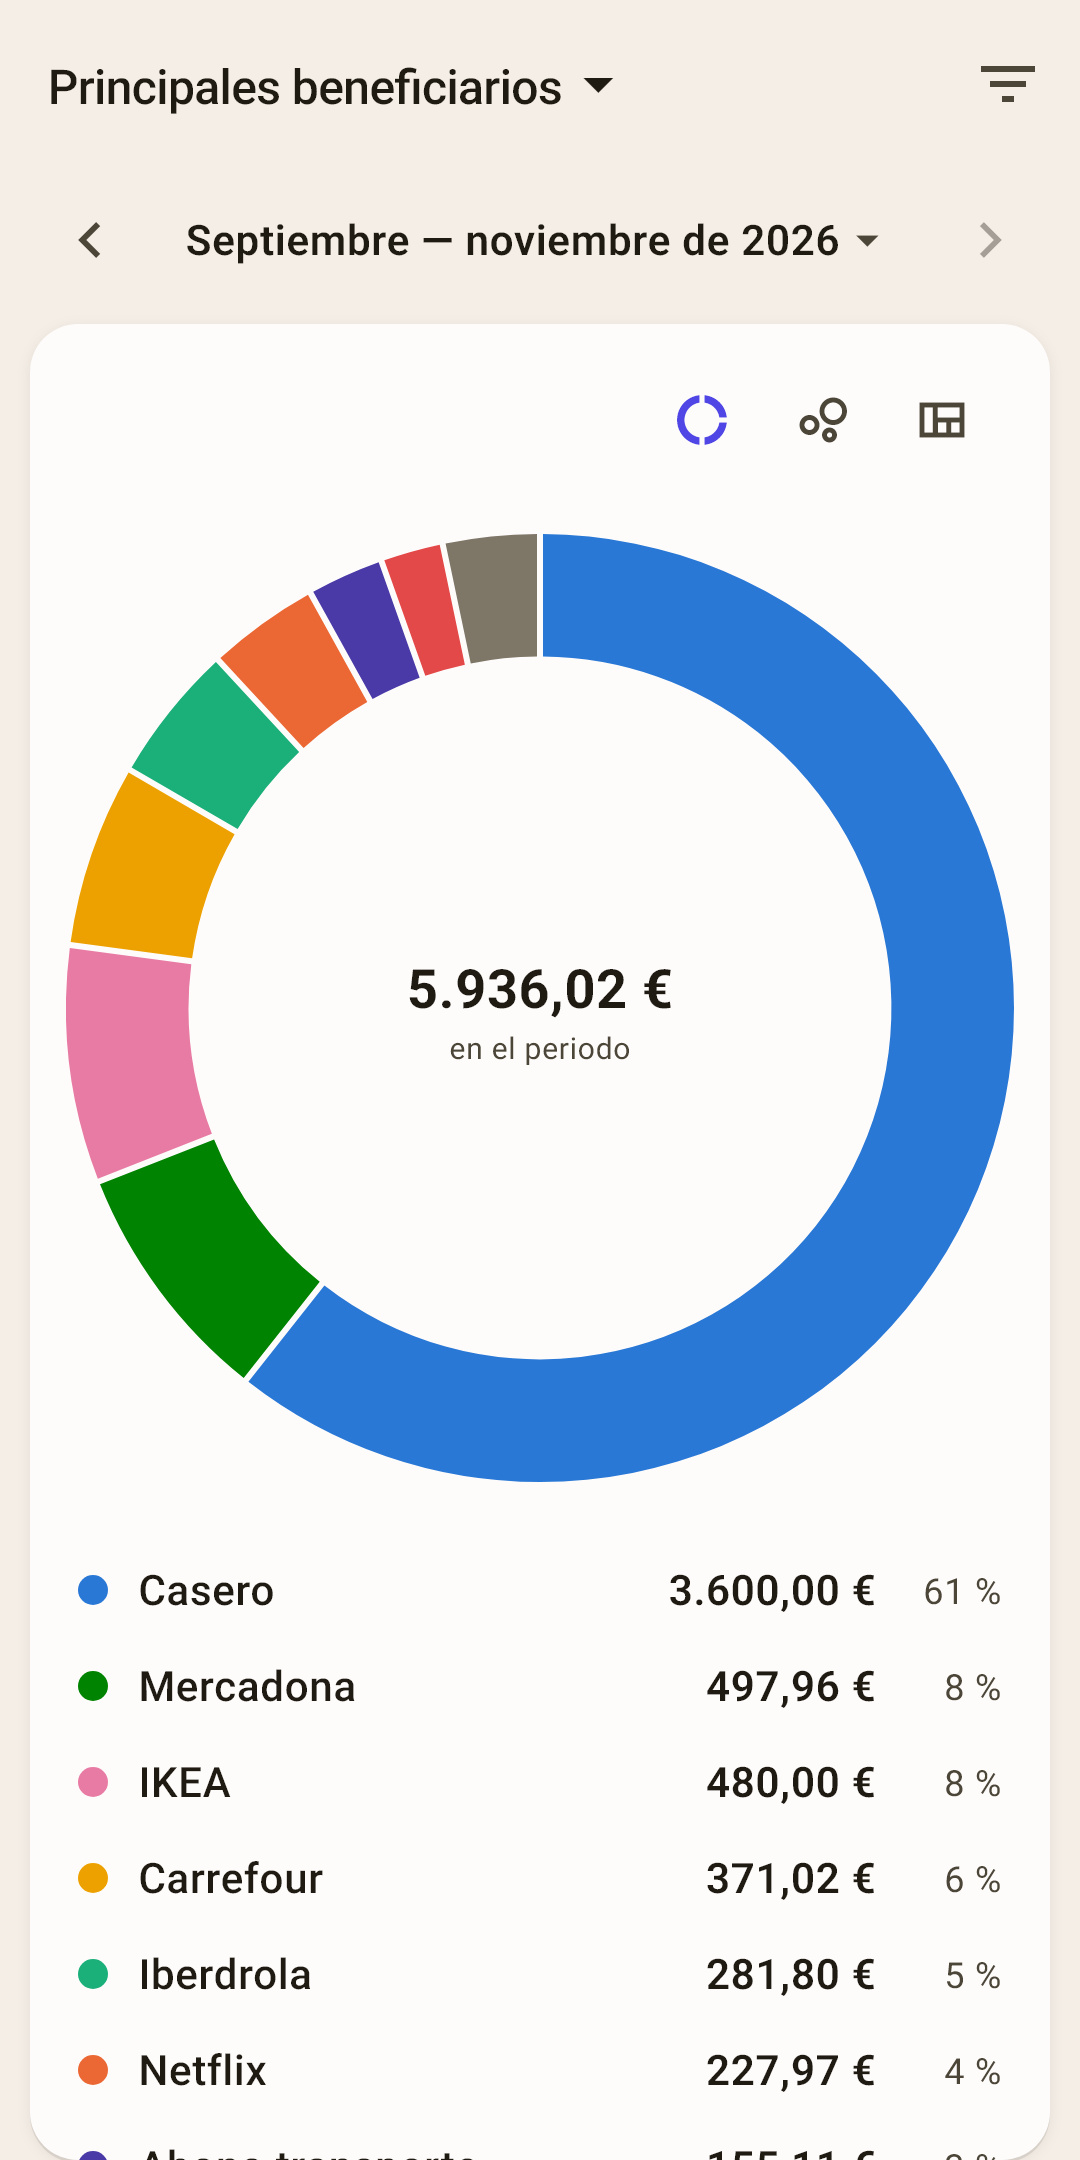 Principales beneficiarios
Septiembre – noviembre de 2026
5.936,02 €
en el periodo
Casero 3.600,00 € 61 %
Mercadona 497,96 € 8 %
IKEA 480,00 € 8 %
Carrefour 371,02 € 6 %
Iberdrola 281,80 € 5 %
Netflix 227,97 € 4 %